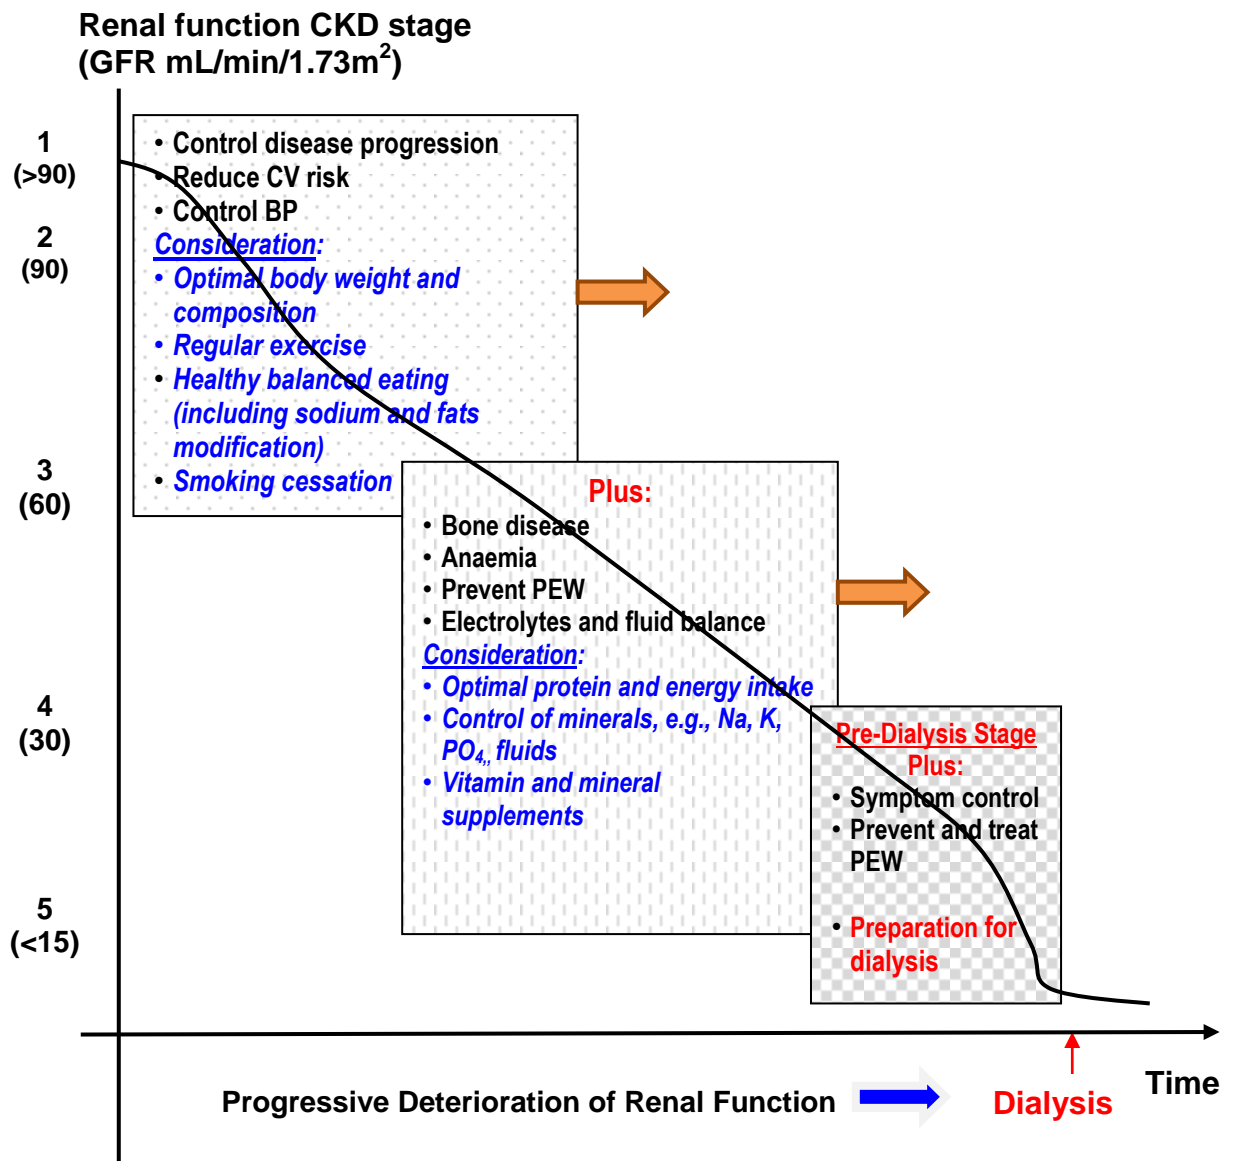 Renal function CKD stage
(GFR mL/min/1.73m²)
1
(>90)
2
(90)
3
(60)
4
(30)
5
(<15)
• Control disease progression
• Reduce CV risk
• Control BP
Consideration:
• Optimal body weight and
composition
• Regular exercise
• Healthy balanced eating
(including sodium and fats
modification)
• Smoking cessation
Plus:
• Bone disease
• Anaemia
• Prevent PEW
• Electrolytes and fluid balance
Consideration:
• Optimal protein and energy intake
• Control of minerals, e.g., Na, K,
PO₄,, fluids
• Vitamin and mineral
supplements
Pre-Dialysis Stage
Plus:
• Symptom control
• Prevent and treat
PEW
• Preparation for
dialysis
Time
Progressive Deterioration of Renal Function
Dialysis